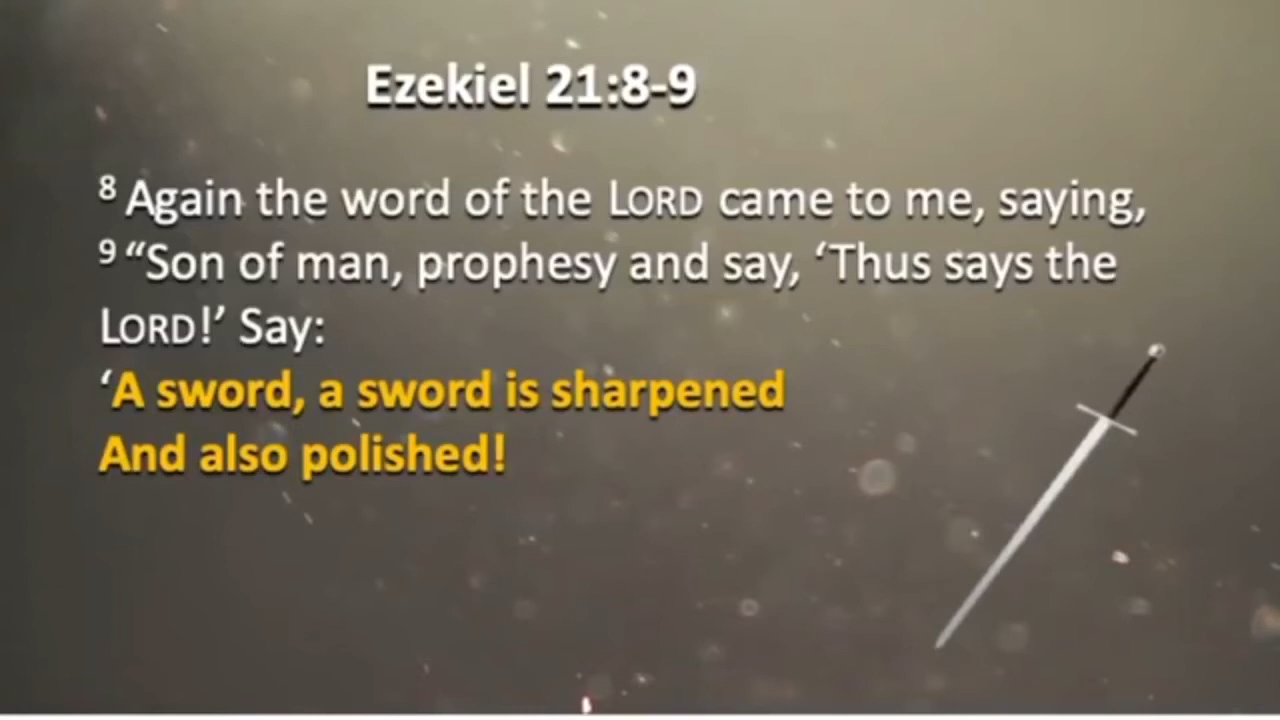 Ezekiel 21:8-9
8 Again the word of the LORD came to me, saying,
9 “Son of man, prophesy and say, ‘Thus says the
LORD!’ Say:
‘A sword, a sword is sharpened
And also polished!